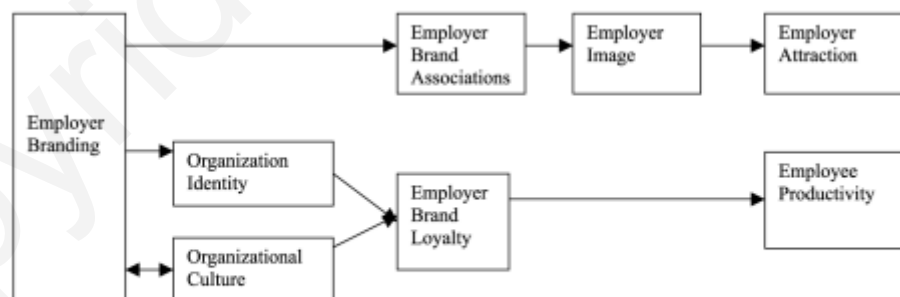 Employer
Branding
Employer
Brand
Associations
Employer
Image
Employer
Attraction
Organization
Identity
Organizational
Culture
Employer
Brand
Loyalty
Employee
Productivity